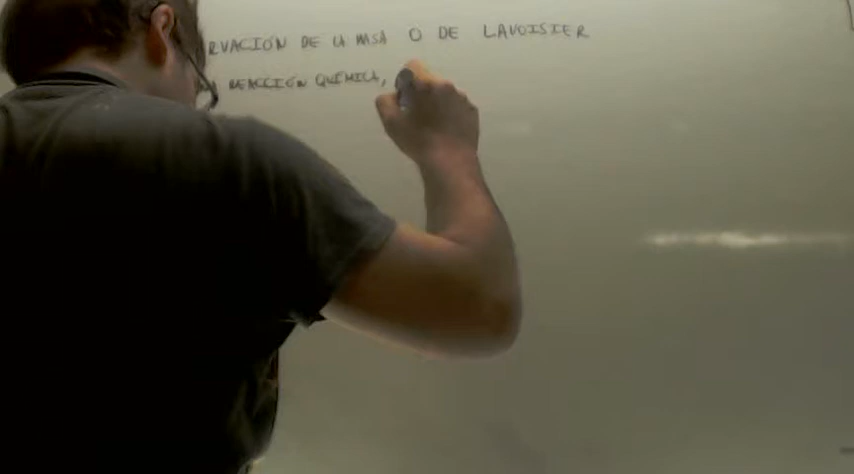 RVACIÓN DE LA MASA O DE LAVOISIER
REACCIÓN QUÍMICA,